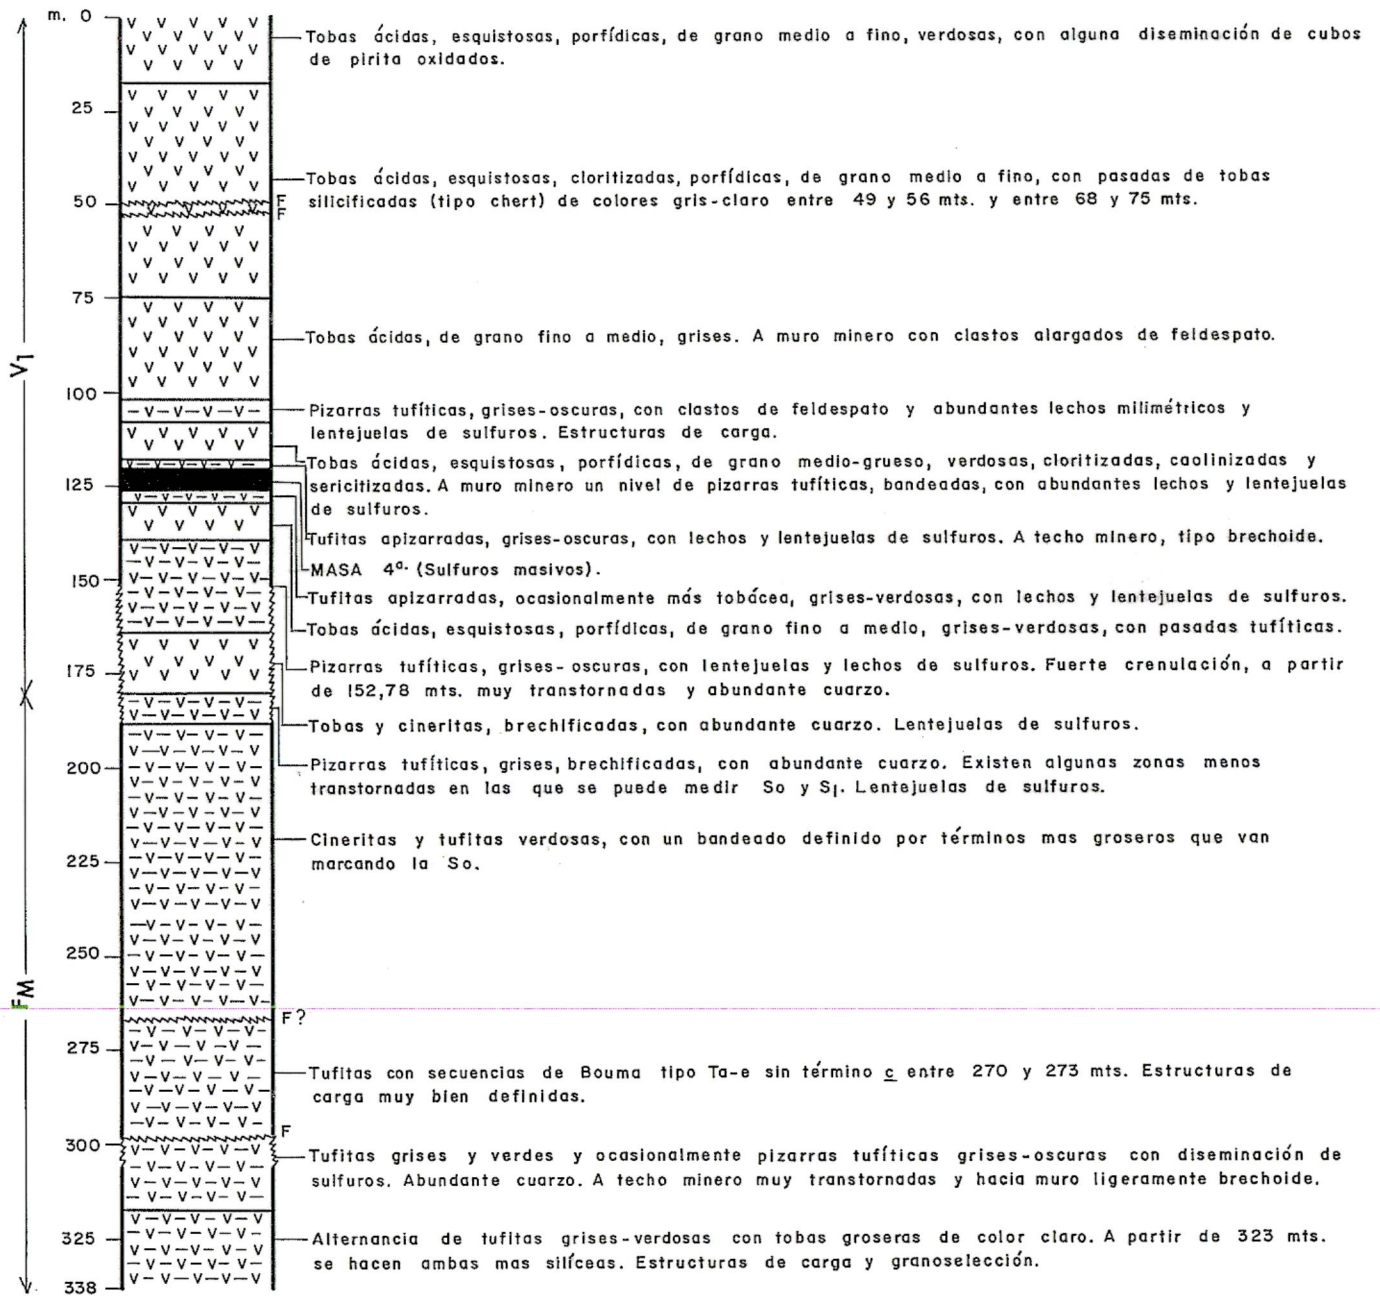 m. 0
Tobas ácidas, esquistosas, porfídicas, de grano medio a fino, verdosas, con alguna diseminación de cubos
de pirita oxidados.
25
Tobas ácidas, esquistosas, cloritizadas, porfídicas, de grano medio a fino, con pasadas de tobas
silicificadas (tipo chert) de colores gris-claro entre 49 y 56 mts. y entre 68 y 75 mts.
50
F
F
75
Tobas ácidas, de grano fino a medio, grises. A muro minero con clastos alargados de feldespato.
V1
100
Pizarras tufíticas, grises-oscuras, con clastos de feldespato y abundantes lechos milimétricos y
lentejuelas de sulfuros. Estructuras de carga.
Tobas ácidas, esquistosas, porfídicas, de grano medio-grueso, verdosas, cloritizadas, caolinizadas y
125
sericitizadas. A muro minero un nivel de pizarras tufíticas, bandeadas, con abundantes lechos y lentejuelas
de sulfuros.
Tufitas apizarradas, grises-oscuras, con lechos y lentejuelas de sulfuros. A techo minero, tipo brechoide.
MASA 4ª. (Sulfuros masivos).
150
Tufitas apizarradas, ocasionalmente más tobácea, grises-verdosas, con lechos y lentejuelas de sulfuros.
Tobas ácidas, esquistosas, porfídicas, de grano fino a medio, grises-verdosas, con pasadas tufíticas.
Pizarras tufíticas, grises-oscuras, con lentejuelas y lechos de sulfuros. Fuerte crenulación, a partir
175
de 152,78 mts. muy transtornadas y abundante cuarzo.
Tobas y cineritas, brechificadas, con abundante cuarzo. Lentejuelas de sulfuros.
Pizarras tufíticas, grises, brechificadas, con abundante cuarzo. Existen algunas zonas menos
200
transtornadas en las que se puede medir So y S1. Lentejuelas de sulfuros.
Cineritas y tufitas verdosas, con un bandeado definido por términos mas groseros que van
225
marcando la So.
250
FM
F?
275
Tufitas con secuencias de Bouma tipo Ta-e sin término c entre 270 y 273 mts. Estructuras de
carga muy bien definidas.
F
300
Tufitas grises y verdes y ocasionalmente pizarras tufíticas grises-oscuras con diseminación de
sulfuros. Abundante cuarzo. A techo minero muy transtornadas y hacia muro ligeramente brechoide.
325
Alternancia de tufitas grises-verdosas con tobas groseras de color claro. A partir de 323 mts.
se hacen ambas mas silíceas. Estructuras de carga y granoselección.
338